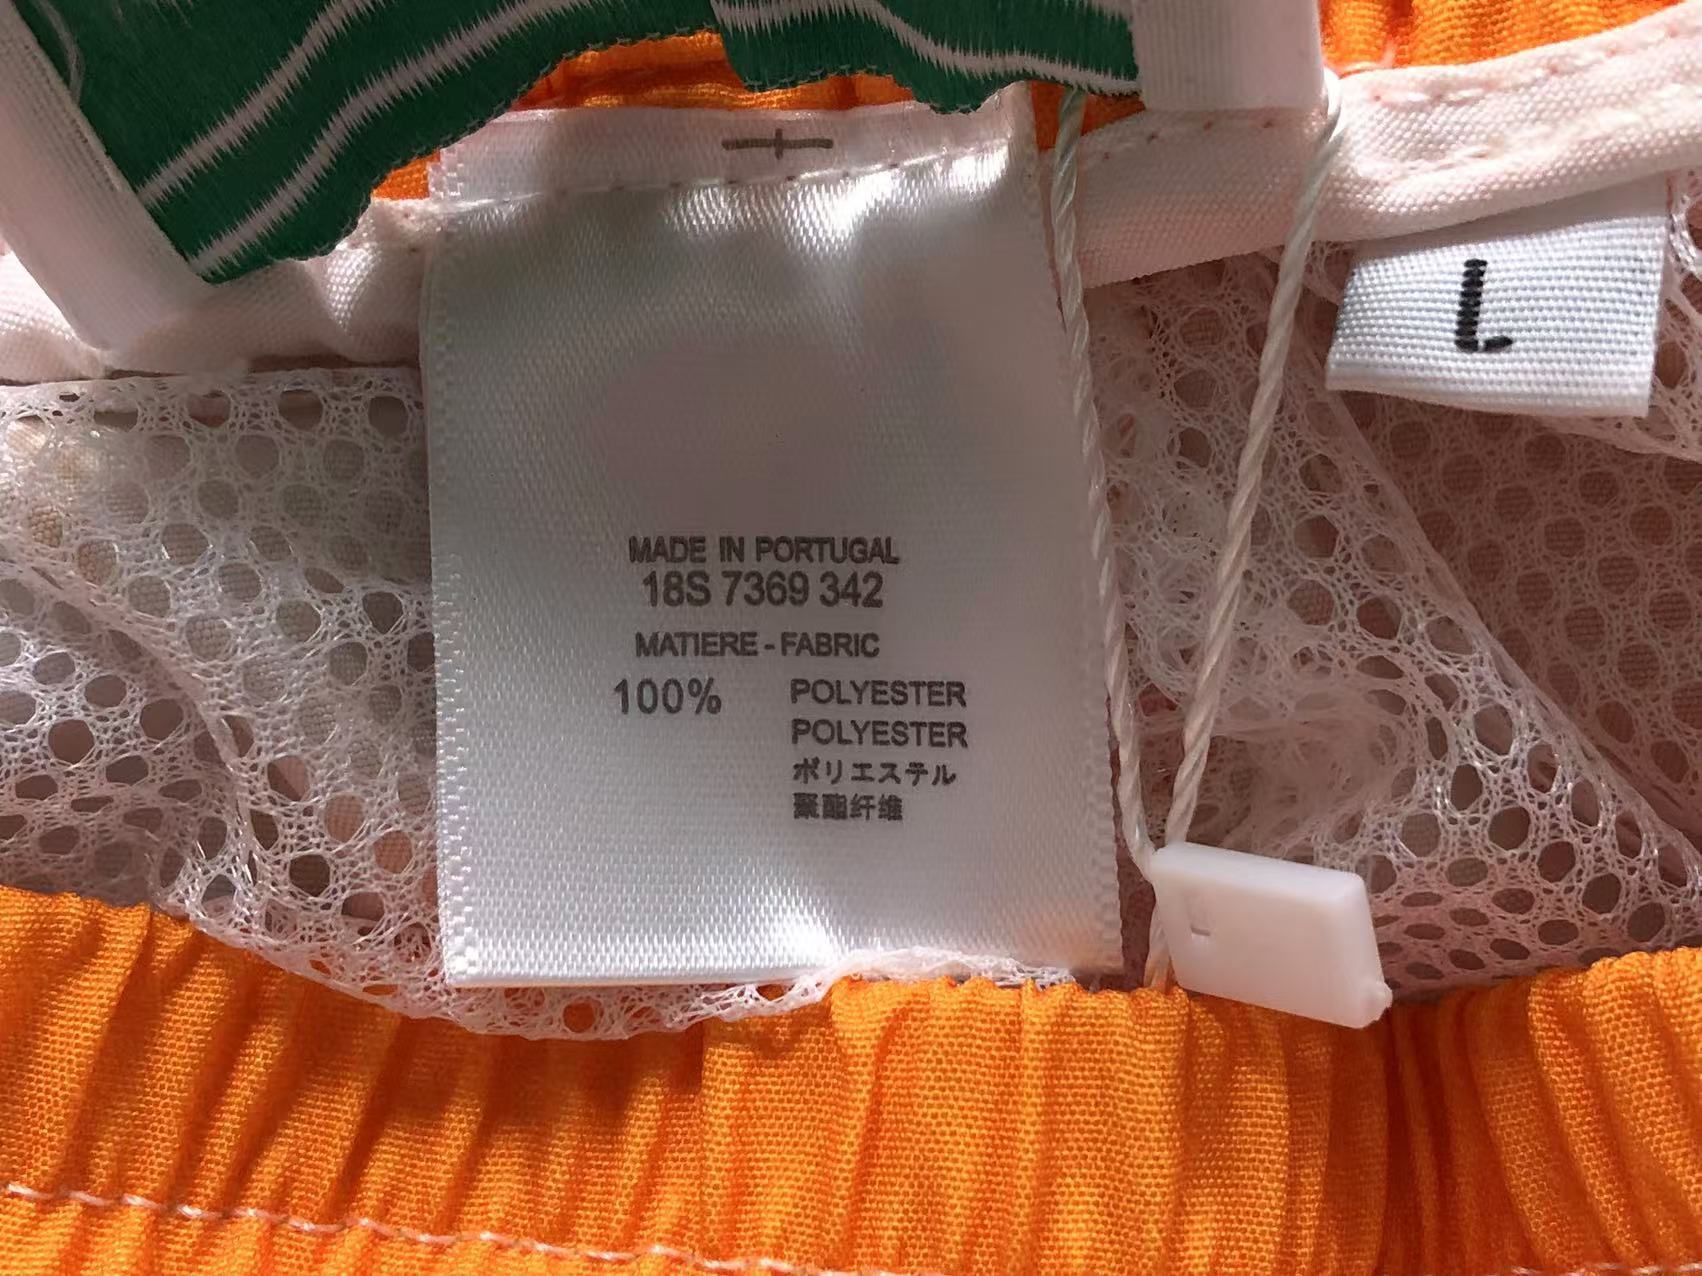 L
MADE IN PORTUGAL
18S 7369 342
MATIERE - FABRIC
100% POLYESTER
POLYESTER
ポリエステル
聚酯纤维